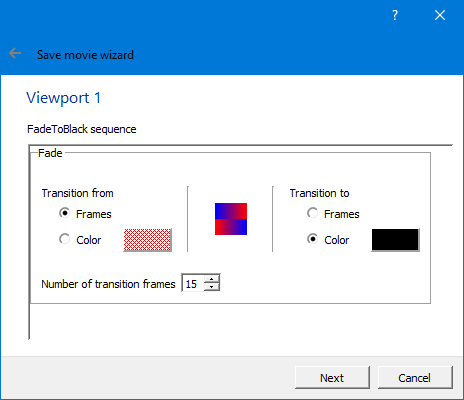 ?
Save movie wizard
Viewport 1
FadeToBlack sequence
Fade
Transition from
Transition to
Frames
Frames
Color
Color
Number of transition frames 15
Next
Cancel